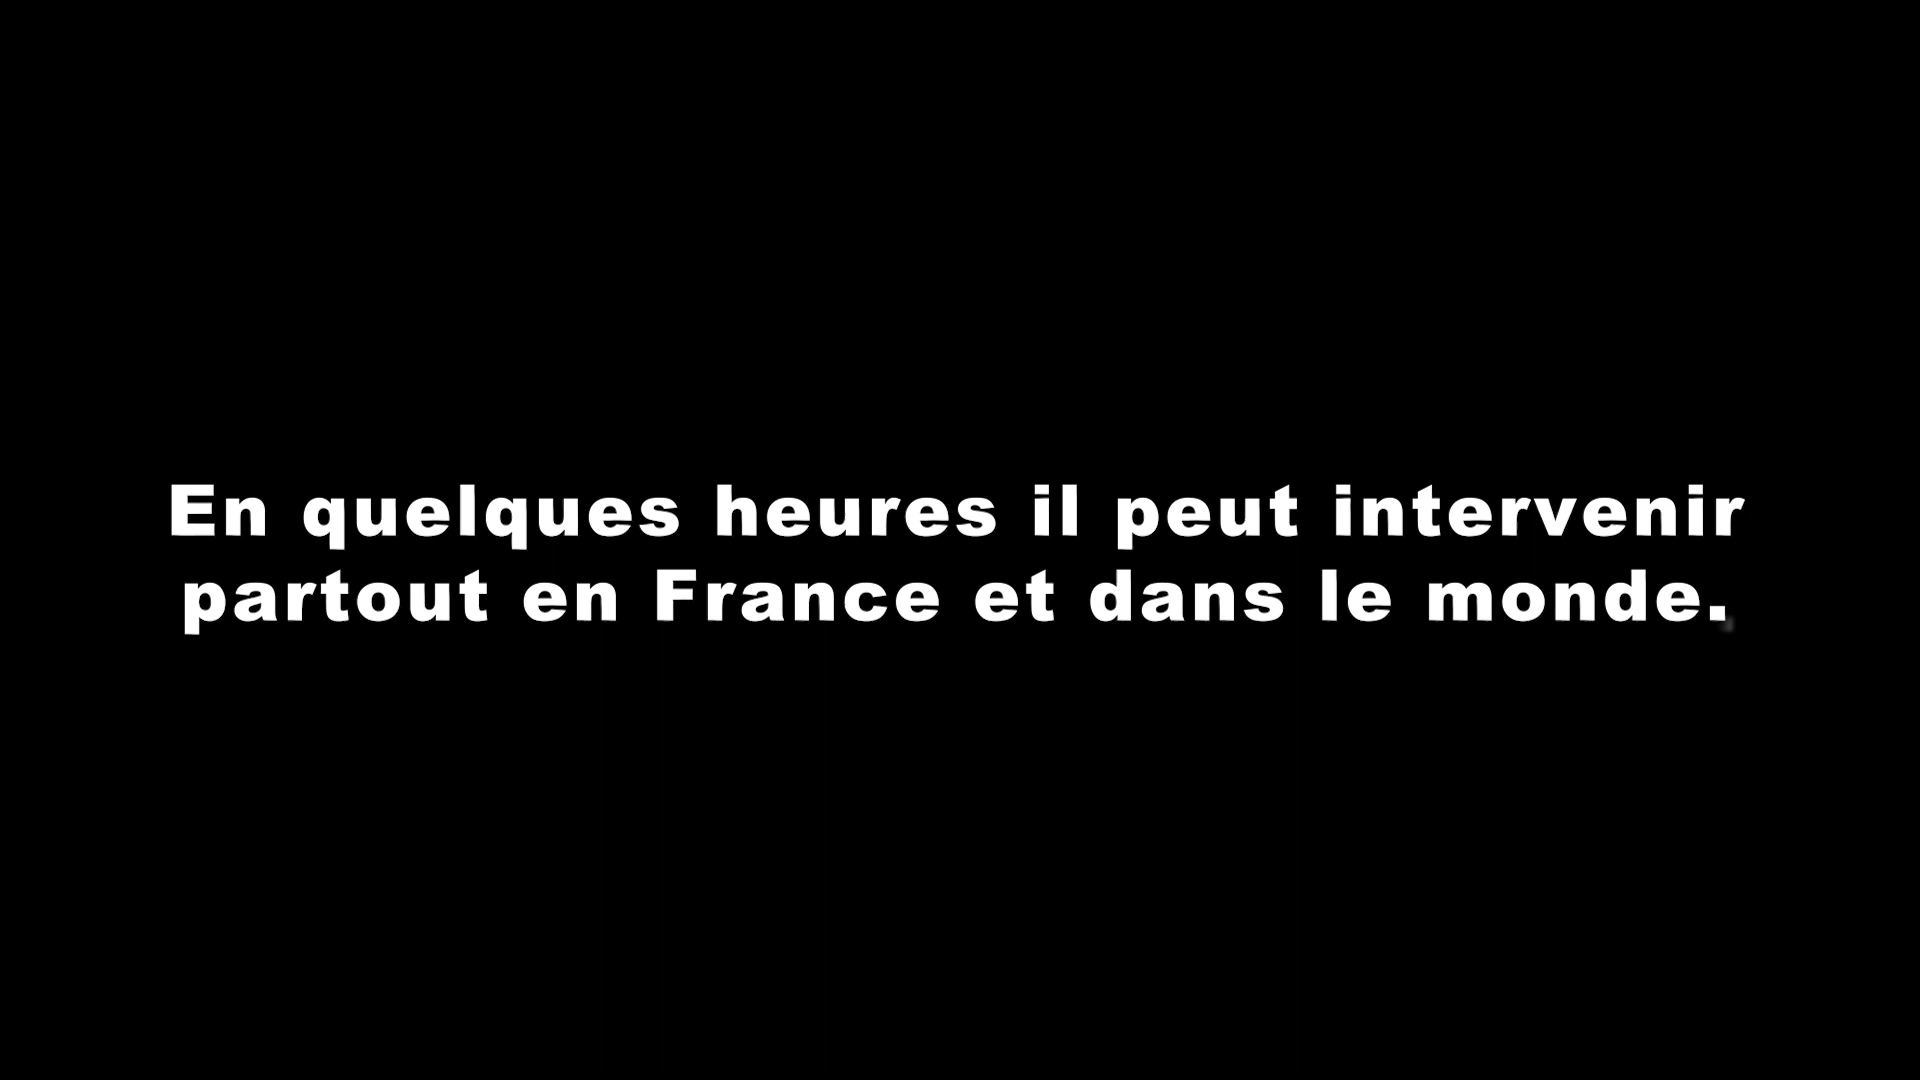 En quelques heures il peut intervenir
partout en France et dans le monde.